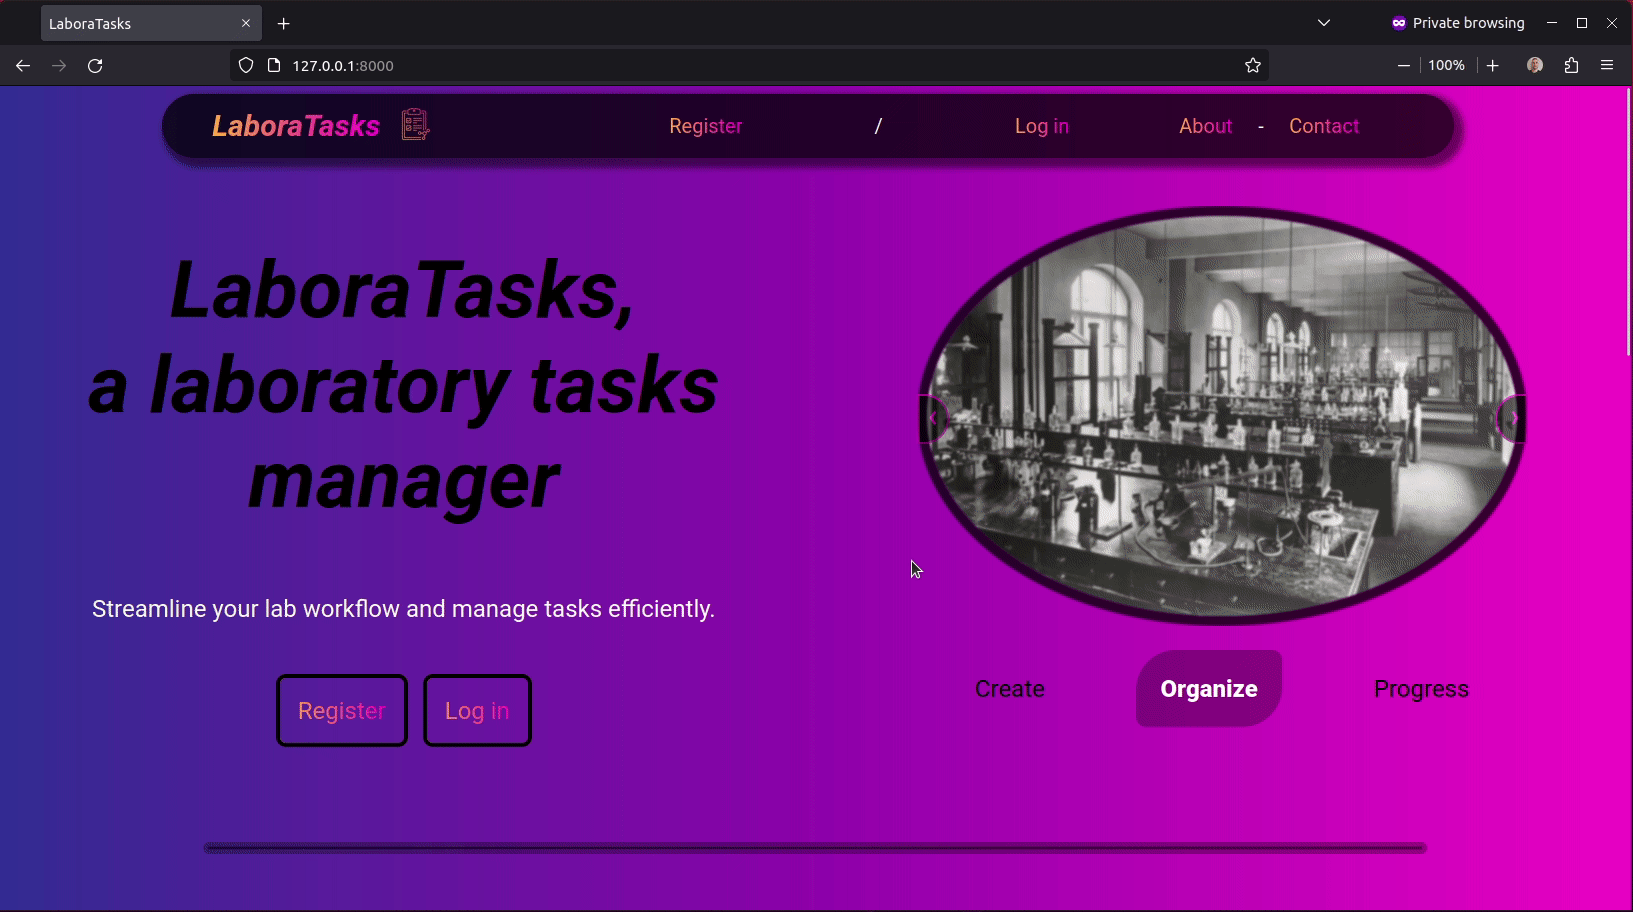 LaboraTasks
Private browsing
127.0.0.1:8000
100%
LaboraTasks
Register / Log in About - Contact
LaboraTasks,
a laboratory tasks
manager
Streamline your lab workflow and manage tasks efficiently.
Register Log in
Create Organize Progress